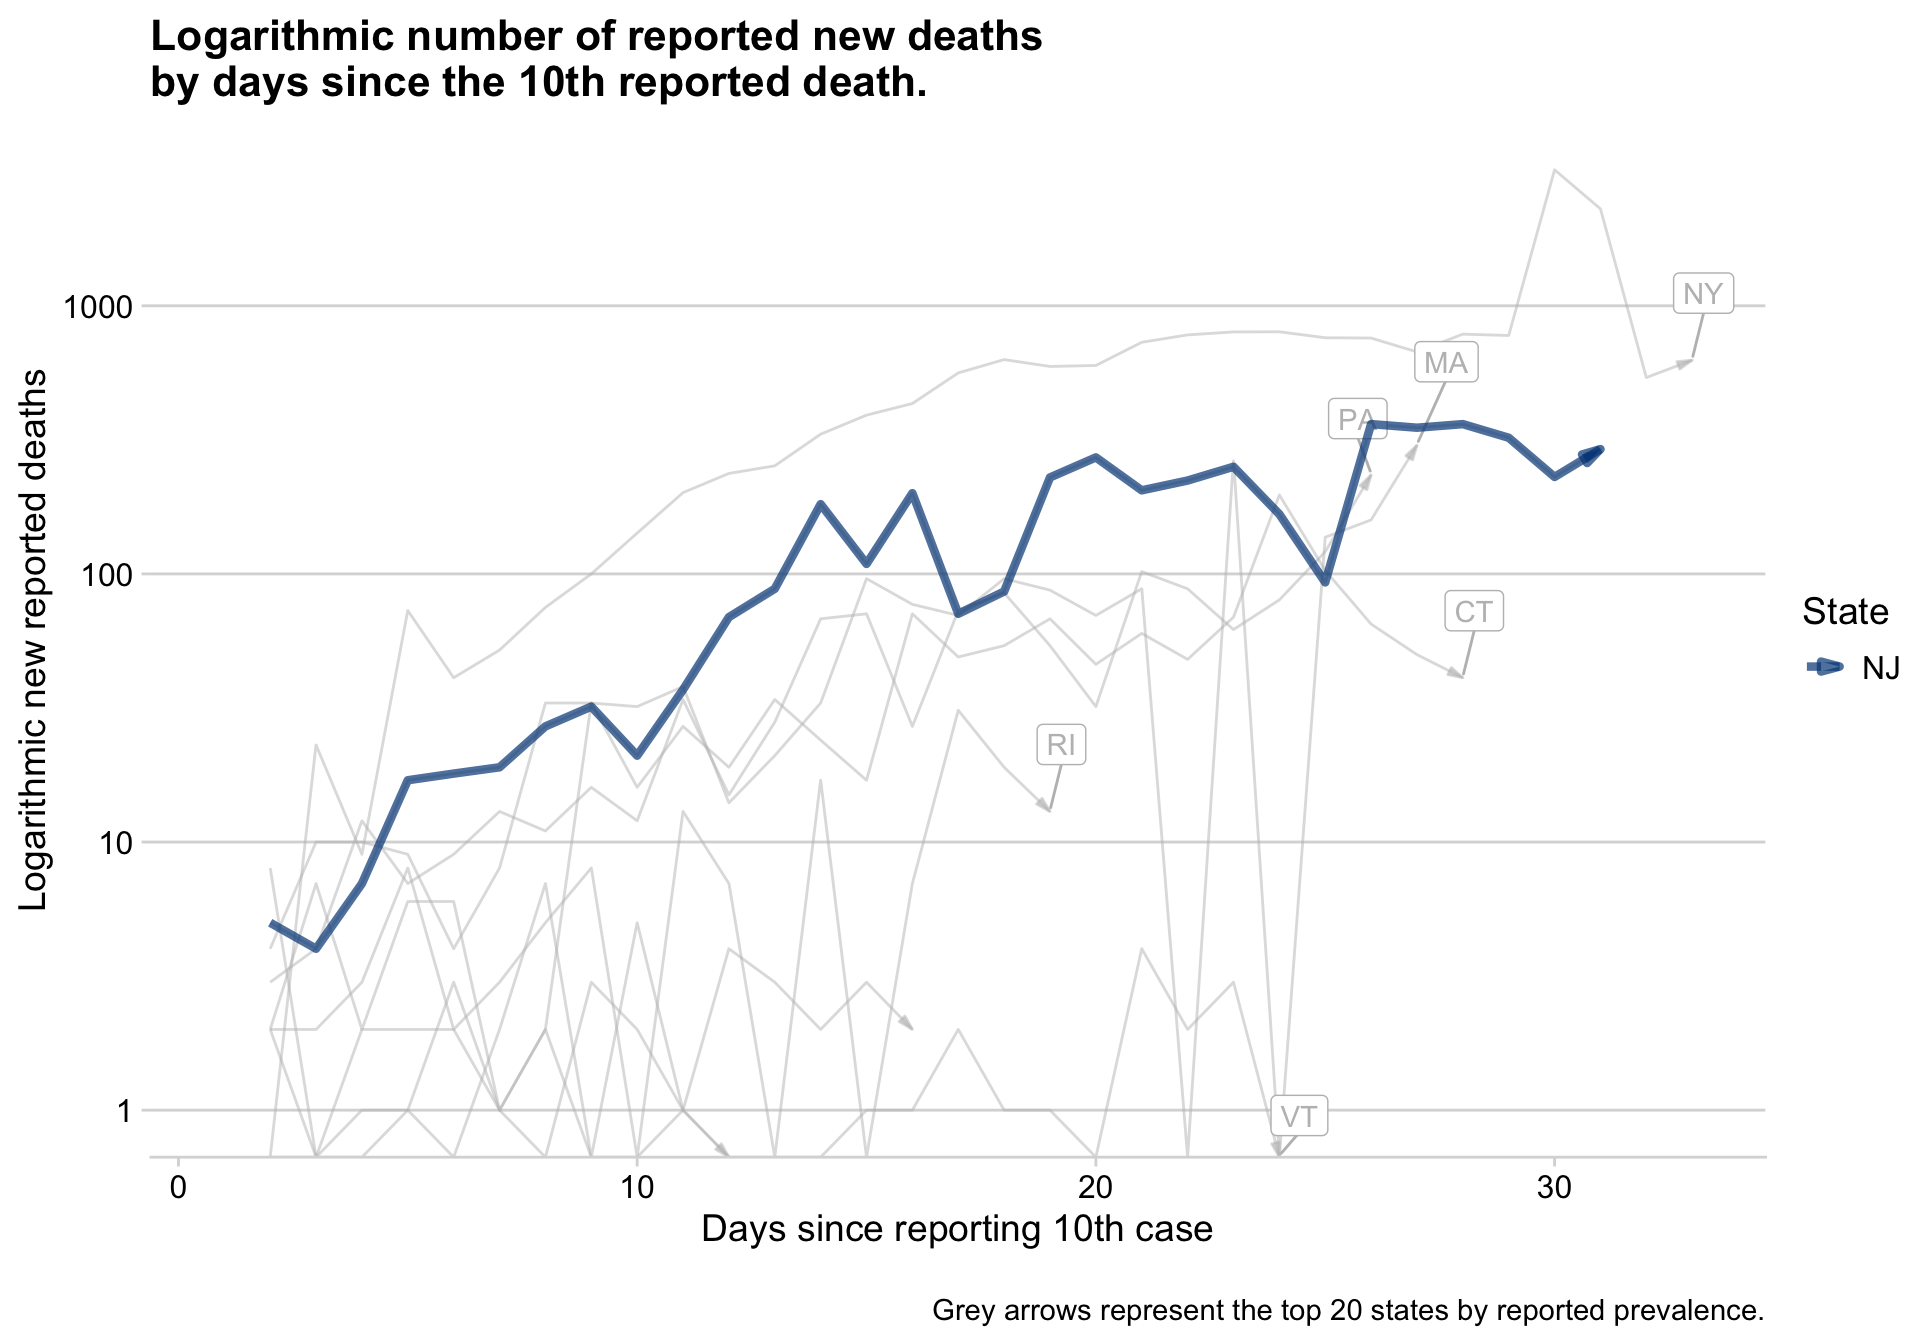 Logarithmic number of reported new deaths
by days since the 10th reported death.
Logarithmic new reported deaths
1000
100
10
1
NY
MA
PA
CT
RI
VT
State
NJ
0
10
20
30
Days since reporting 10th case
Grey arrows represent the top 20 states by reported prevalence.